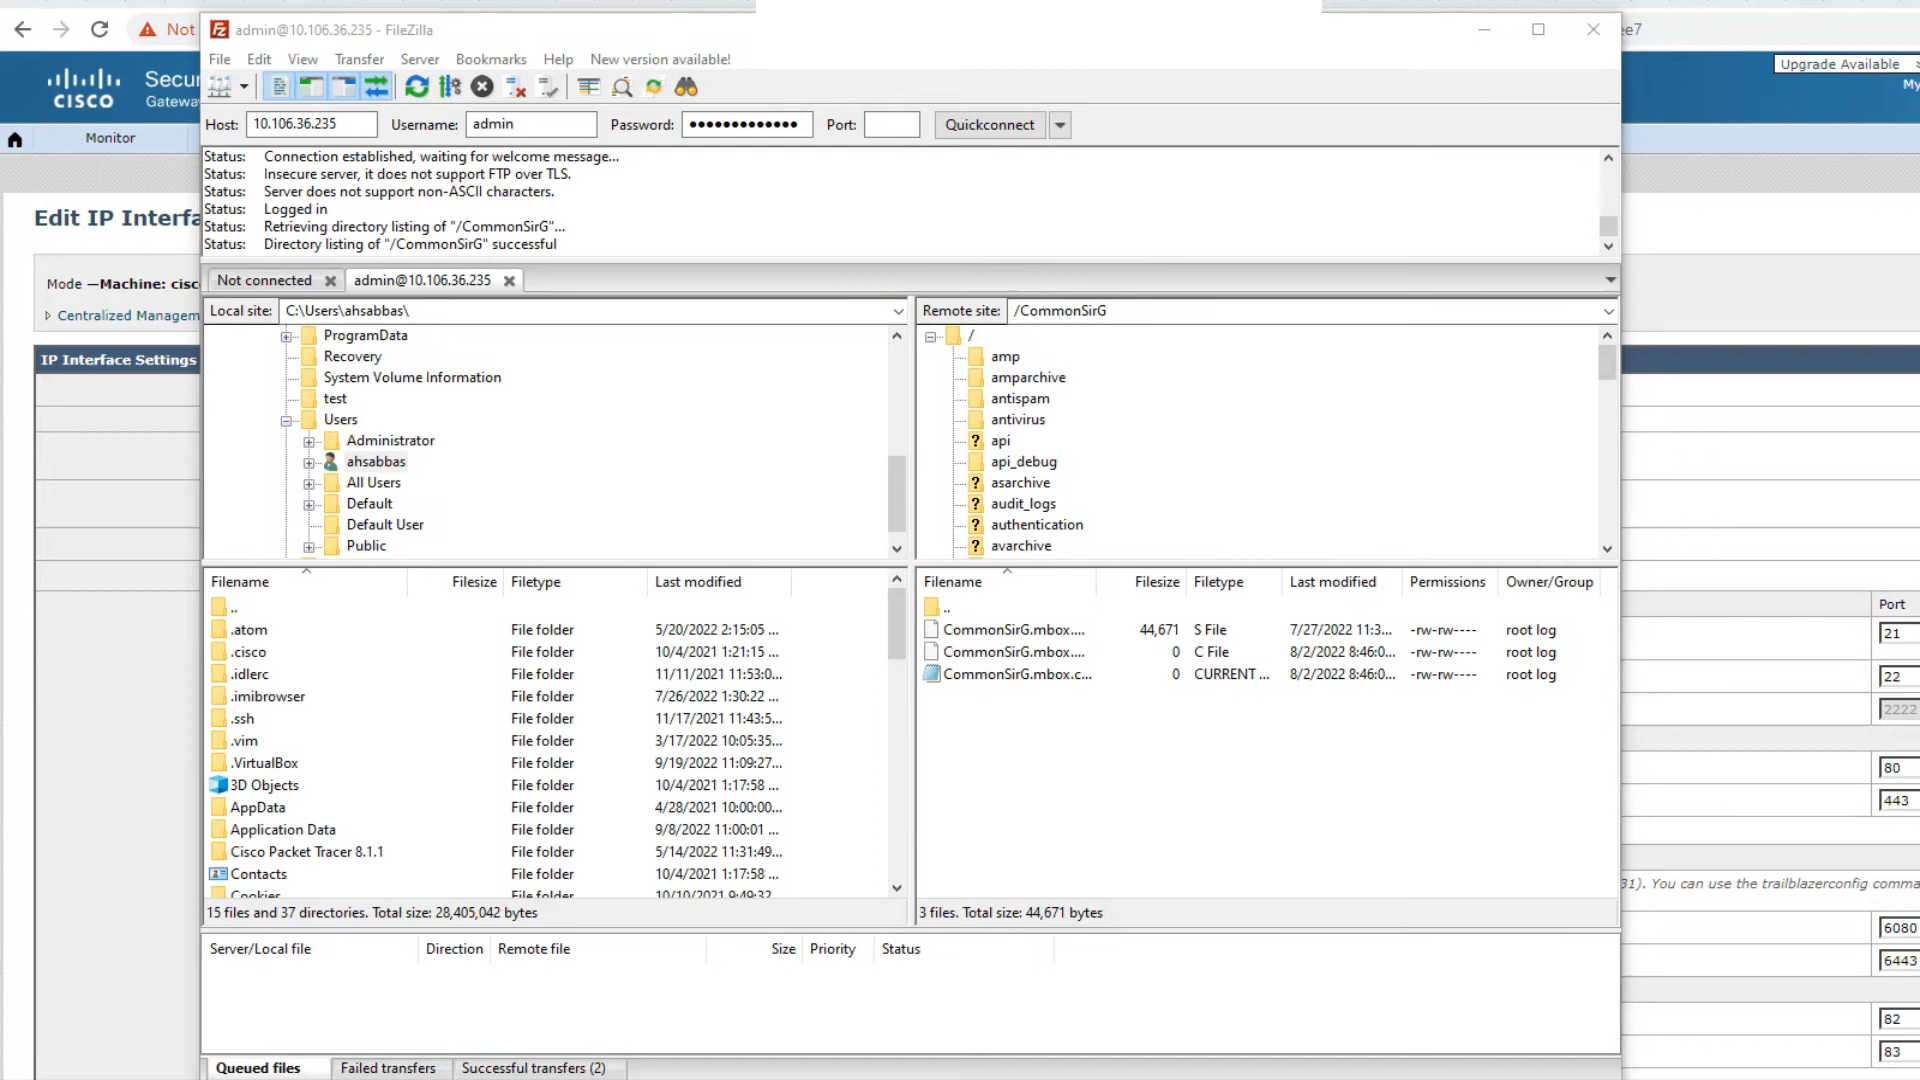 Not
CISCO
Secur
Gatewa
Monitor
Edit IP Interfa
Mode —Machine: cisc
Centralized Managem
IP Interface Settings
admin@10.106.36.235 - FileZilla
File Edit View Transfer Server Bookmarks Help New version available!
Host: 10.106.36.235 Username: admin Password: ●●●●●●●●●●●●● Port: Quickconnect
Status: Connection established, waiting for welcome message...
Status: Insecure server, it does not support FTP over TLS.
Status: Server does not support non-ASCII characters.
Status: Logged in
Status: Retrieving directory listing of "/CommonSirG"...
Status: Directory listing of "/CommonSirG" successful
Not connected admin@10.106.36.235
Local site: C:\Users\ahsabbas\
ProgramData
Recovery
System Volume Information
test
Users
Administrator
ahsabbas
All Users
Default
Default User
Public
Remote site: /CommonSirG
/
amp
amparchive
antispam
antivirus
api
api_debug
asarchive
audit_logs
authentication
avarchive
Filename Filesize Filetype Last modified
..
.atom File folder 5/20/2022 2:15:05 ...
.cisco File folder 10/4/2021 1:21:15 ...
.idlerc File folder 11/11/2021 11:53:0...
.imibrowser File folder 7/26/2022 1:30:22 ...
.ssh File folder 11/17/2021 11:43:5...
.vim File folder 3/17/2022 10:05:35...
.VirtualBox File folder 9/19/2022 11:09:27...
3D Objects File folder 10/4/2021 1:17:58 ...
AppData File folder 4/28/2021 10:00:00...
Application Data File folder 9/8/2022 11:00:01 ...
Cisco Packet Tracer 8.1.1 File folder 5/14/2022 11:31:49...
Contacts File folder 10/4/2021 1:17:58 ...
Cookies File folder 10/10/2021 9:49:32
15 files and 37 directories. Total size: 28,405,042 bytes
Filename Filesize Filetype Last modified Permissions Owner/Group
..
CommonSirG.mbox.... 44,671 S File 7/27/2022 11:3... -rw-rw---- root log
CommonSirG.mbox.... 0 C File 8/2/2022 8:46:0... -rw-rw---- root log
CommonSirG.mbox.c... 0 CURRENT ... 8/2/2022 8:46:0... -rw-rw---- root log
3 files. Total size: 44,671 bytes
Server/Local file Direction Remote file Size Priority Status
Queued files Failed transfers Successful transfers (2)
ee7
Upgrade Available
My
Port
21
22
2222
80
443
31). You can use the trailblazerconfig comma
6080
6443
82
83